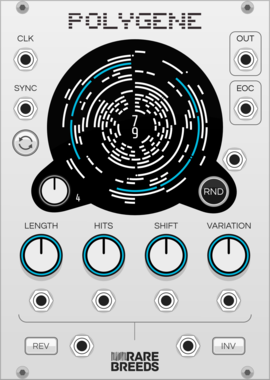 POLYGENE
CLK
OUT
SYNC
EOC
7
9
4
RND
LENGTH
HITS
SHIFT
VARIATION
REV
INV
RARE
BREEDS